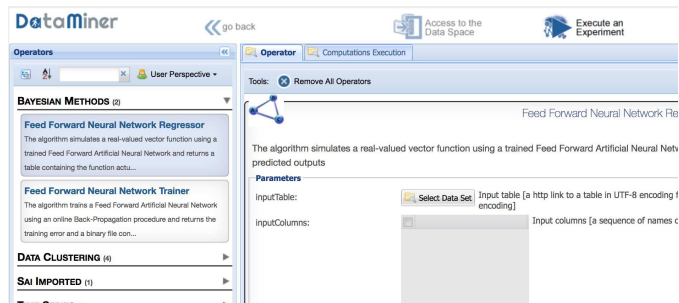 DataMiner
go back
Access to the
Data Space
Execute an
Experiment
Operators
User Perspective
BAYESIAN METHODS (2)
Feed Forward Neural Network Regressor
The algorithm simulates a real-valued vector function using a
trained Feed Forward Artificial Neural Network and returns a
table containing the function actu...
Feed Forward Neural Network Trainer
The algorithm trains a Feed Forward Artificial Neural Network
using an online Back-Propagation procedure and returns the
training error and a binary file con...
DATA CLUSTERING (4)
SAI IMPORTED (1)
Operator
Computations Execution
Tools: Remove All Operators
Feed Forward Neural Network Re
The algorithm simulates a real-valued vector function using a trained Feed Forward Artificial Neural Netw
predicted outputs
Parameters
inputTable:
Select Data Set
Input table [a http link to a table in UTF-8 encoding f
encoding]
inputColumns:
Input columns [a sequence of names o